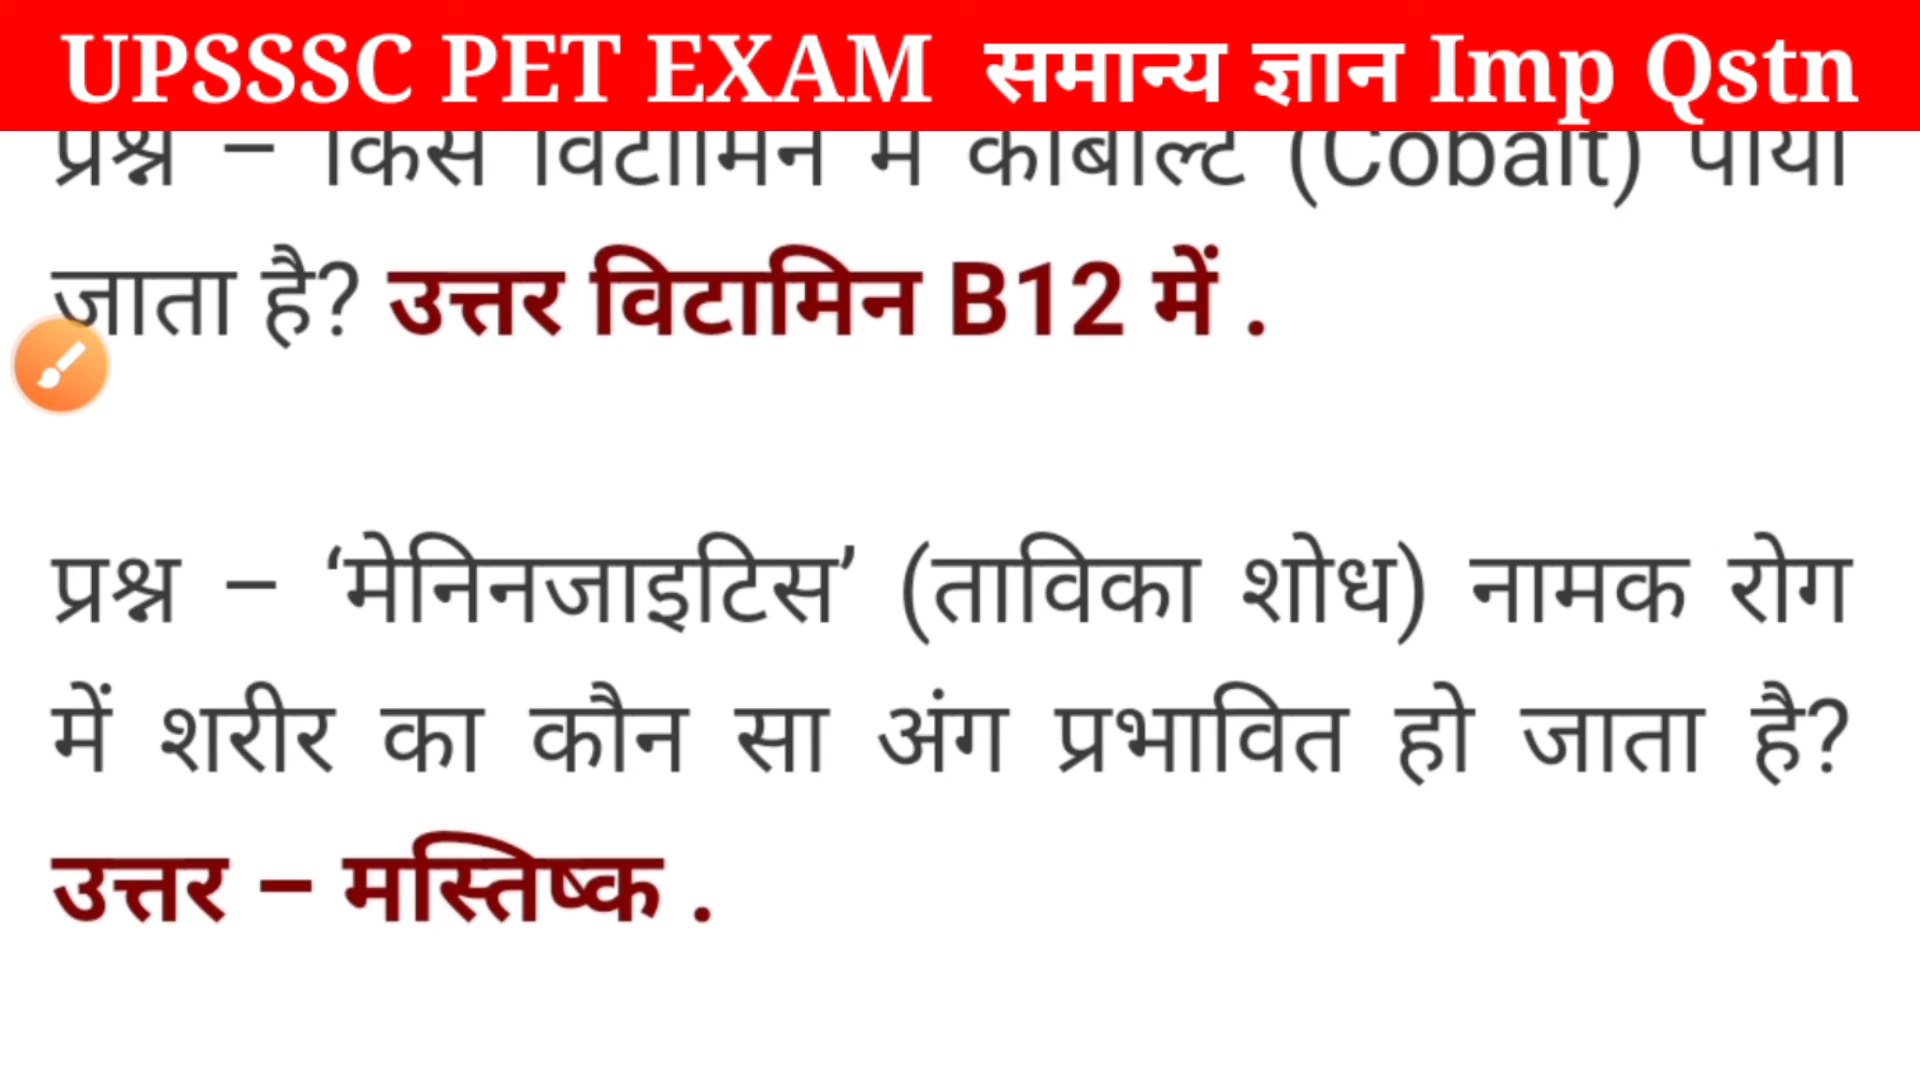 UPSSSC PET EXAM समान्य ज्ञान Imp Qstn
प्रश्न – किस विटामिन में कोबाल्ट (Cobalt) पाया
जाता है? उत्तर विटामिन B12 में .
प्रश्न – ‘मेनिनजाइटिस’ (ताविका शोध) नामक रोग
में शरीर का कौन सा अंग प्रभावित हो जाता है?
उत्तर – मस्तिष्क .